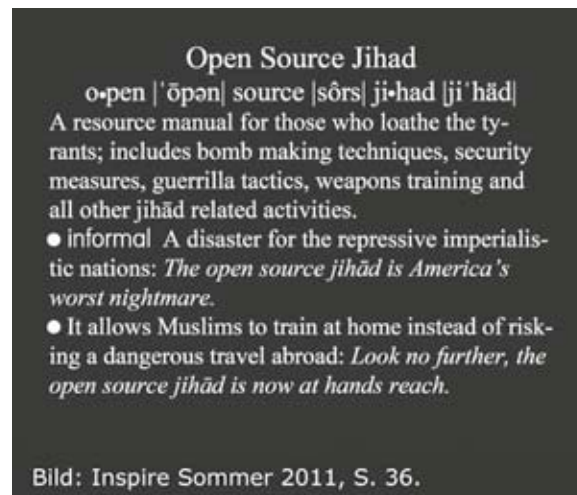 Open Source Jihad
o•pen |ˈōpən| source |sôrs| ji•had |jiˈhäd|
A resource manual for those who loathe the ty-
rants; includes bomb making techniques, security
measures, guerrilla tactics, weapons training and
all other jihād related activities.
● informal A disaster for the repressive imperialis-
tic nations: The open source jihād is America's
worst nightmare.
● It allows Muslims to train at home instead of risk-
ing a dangerous travel abroad: Look no further, the
open source jihād is now at hands reach.
Bild: Inspire Sommer 2011, S. 36.